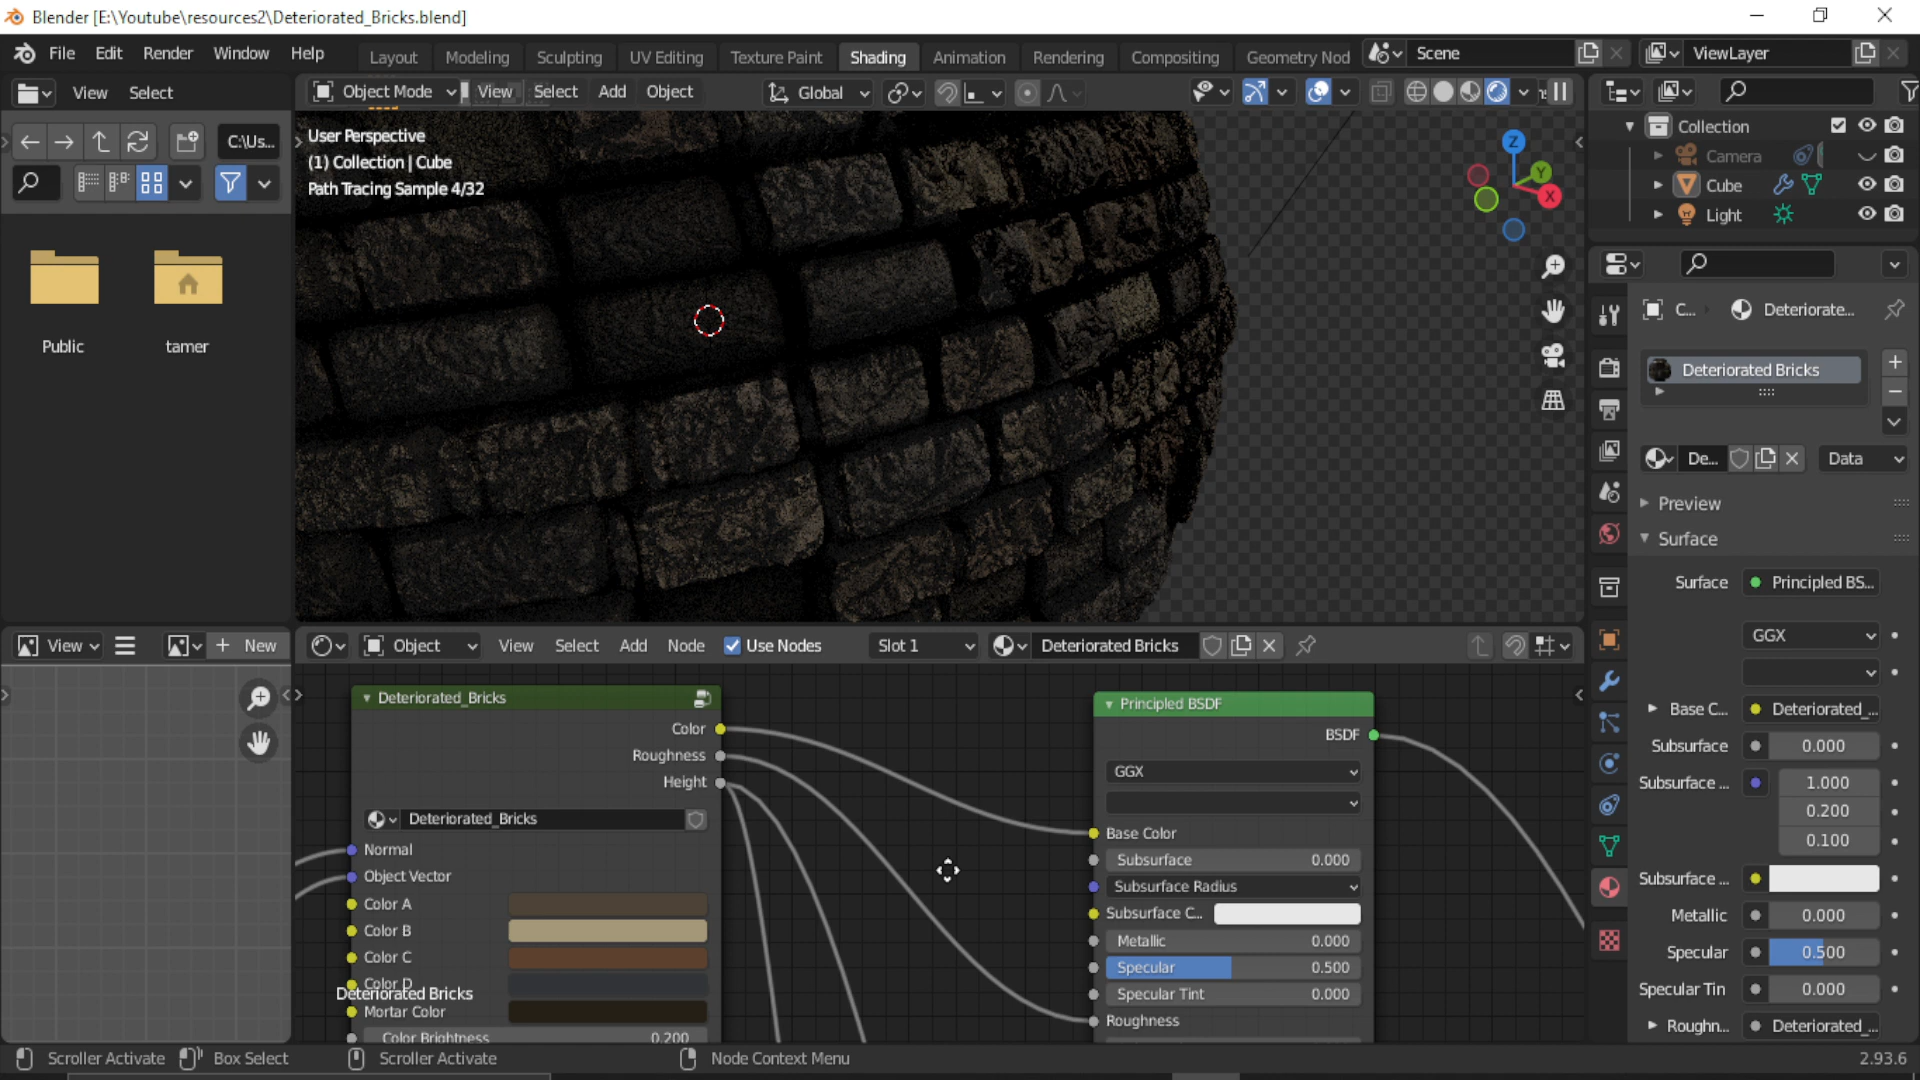 Blender [E:\Youtube\resources2\Deteriorated_Bricks.blend]
File Edit Render Window Help
Layout Modeling Sculpting UV Editing Texture Paint Shading Animation Rendering Compositing Geometry Nod
Scene ViewLayer
View Select
Object Mode View Select Add Object Global
C:\Us...
User Perspective
(1) Collection | Cube
Path Tracing Sample 4/32
Z
Y
X
Public tamer
Collection
Camera
Cube
Light
C... Deteriorate...
Deteriorated Bricks
De... Data
Preview
Surface
Surface Principled BS...
GGX
Base C... Deteriorated_...
Subsurface 0.000
Subsurface ... 1.000
0.200
0.100
Subsurface ...
Metallic 0.000
Specular 0.500
Specular Tin 0.000
Roughn... Deteriorated_...
View New
Object View Select Add Node Use Nodes Slot 1 Deteriorated Bricks
Deteriorated_Bricks
Color
Roughness
Height
Deteriorated_Bricks
Normal
Object Vector
Color A
Color B
Color C
Color D
Deteriorated Bricks
Mortar Color
Color Brightness 0.200
Principled BSDF
BSDF
GGX
Base Color
Subsurface 0.000
Subsurface Radius
Subsurface C...
Metallic 0.000
Specular 0.500
Specular Tint 0.000
Roughness
Scroller Activate Box Select Scroller Activate Node Context Menu 2.93.6